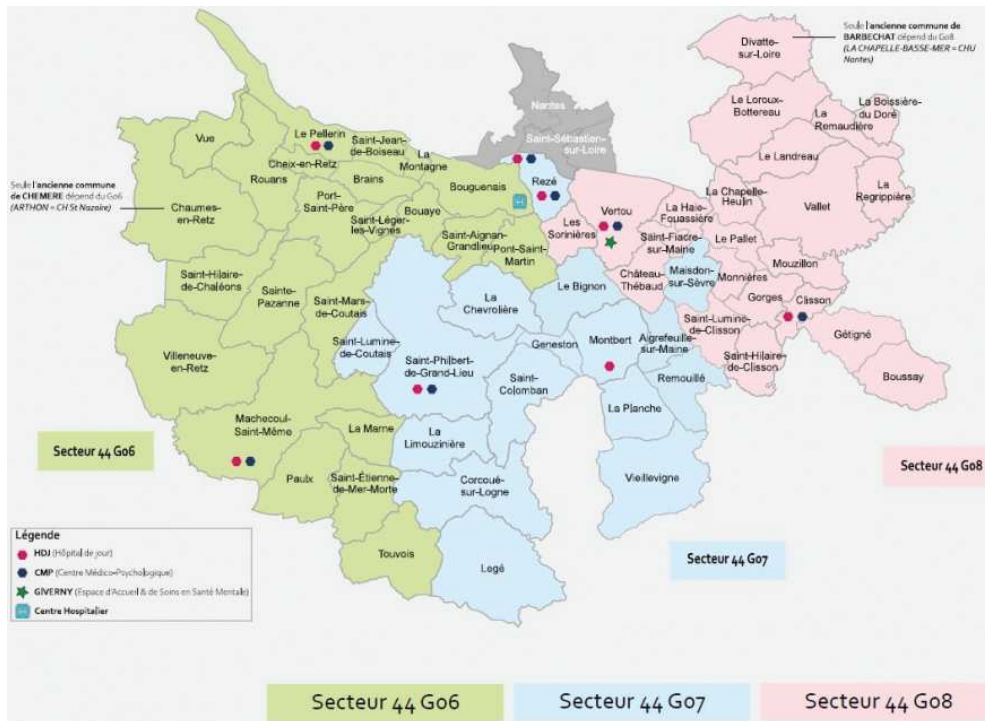 Seule l'ancienne commune de
BARBECHAT dépend du G08
(LA CHAPELLE-BASSE-MER = CHU
Nantes)
Divatte-
sur-Loire
Nantes
Saint-Sébastien-
sur-Loire
Le Loroux-
Bottereau
La
Remaudière
La Boissière-
du Doré
Vue
Le Pellerin
Saint-Jean-
de-Boiseau
La
Montagne
Cheix-en-Retz
Rouans
Brains
Bouguenais
Rezé
Le Landreau
La Chapelle-
Heulin
Vallet
La
Regrippière
Seule l'ancienne commune
de CHEMERE dépend du G06
(ARTHON = CH St Nazaire)
Chaumes-
en-Retz
Port-
Saint-Père
Saint-Léger-
les-Vignes
Bouaye
Saint-Aignan-
Grandlieu
Pont-Saint-
Martin
Les
Sorinières
Vertou
La Haie-
Fouassière
Saint-Fiacre-
sur-Maine
Le Pallet
Mouzillon
Château-
Thébaud
Maisdon-
sur-Sèvre
Monnières
Gorges
Clisson
Saint-Hilaire-
de-Chaléons
Sainte-
Pazanne
Saint-Mars-
de-Coutais
La
Chevrolière
Le Bignon
Saint-Lumine-
de-Clisson
Gétigné
Boussay
Villeneuve-
en-Retz
Saint-Lumine-
de-Coutais
Saint-Philbert-
de-Grand-Lieu
Geneston
Montbert
Aigrefeuille-
sur-Maine
Saint-Hilaire-
de-Clisson
Saint-
Colomban
Remouillé
La Planche
Machecoul-
Saint-Même
La Marne
La
Limouzinière
Secteur 44 G06
Secteur 44 G08
Paulx
Saint-Étienne-
de-Mer-Morte
Corcoué-
sur-Logne
Vieillevigne
Touvois
Legé
Secteur 44 G07
Légende
HDJ (Hôpital de jour)
CMP (Centre Médico-Psychologique)
GIVERNY (Espace d'Accueil & de Soins en Santé Mentale)
Centre Hospitalier
Secteur 44 G06
Secteur 44 G07
Secteur 44 G08